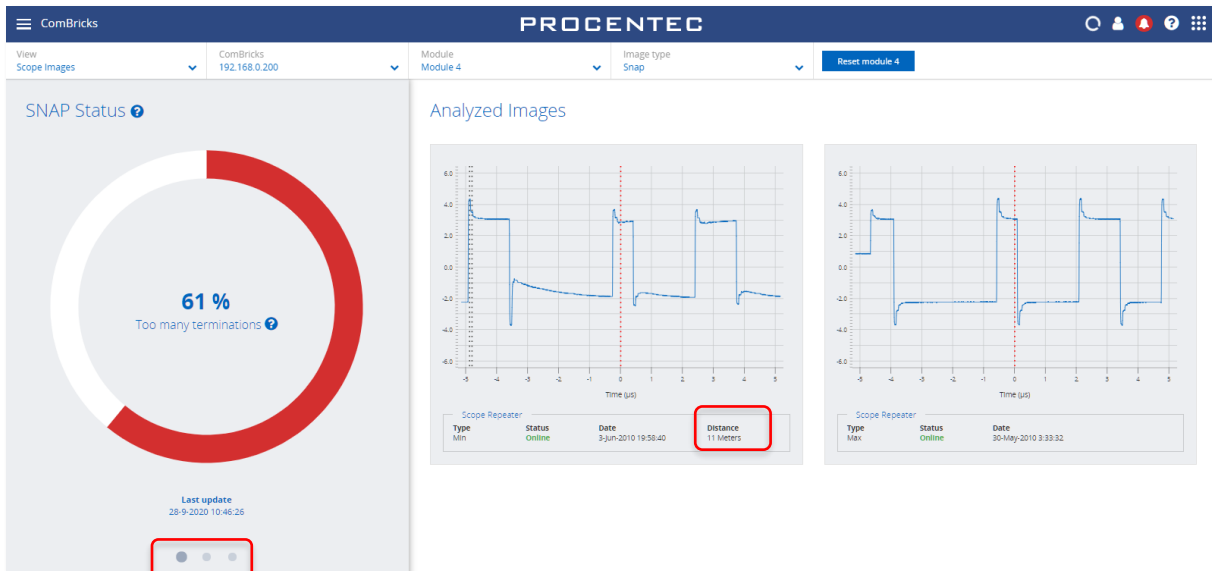 ComBricks
PROCENTEC
View
Scope Images
ComBricks
192.168.0.200
Module
Module 4
Image type
Snap
Reset module 4
SNAP Status ?
61 %
Too many terminations ?
Last update
28-9-2020 10:46:26
Analyzed Images
6.0
4.0
2.0
0.0
-2.0
-4.0
-6.0
-5 -4 -3 -2 -1 0 1 2 3 4 5
Time (µs)
Scope Repeater
Type Status Date Distance
Min Online 3-Jun-2010 19:58:40 11 Meters
6.0
4.0
2.0
0.0
-2.0
-4.0
-6.0
-5 -4 -3 -2 -1 0 1 2 3 4 5
Time (µs)
Scope Repeater
Type Status Date
Max Online 30-May-2010 3:33:32